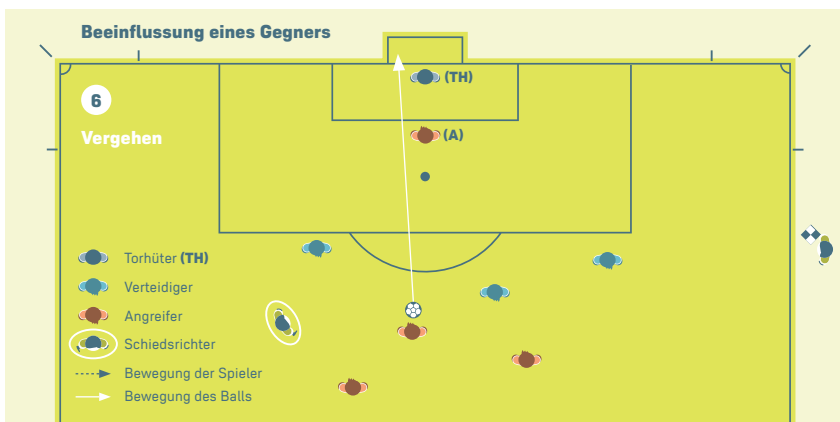 Beeinflussung eines Gegners
(TH)
6
Vergehen
(A)
Torhüter (TH)
Verteidiger
Angreifer
Schiedsrichter
Bewegung der Spieler
Bewegung des Balls